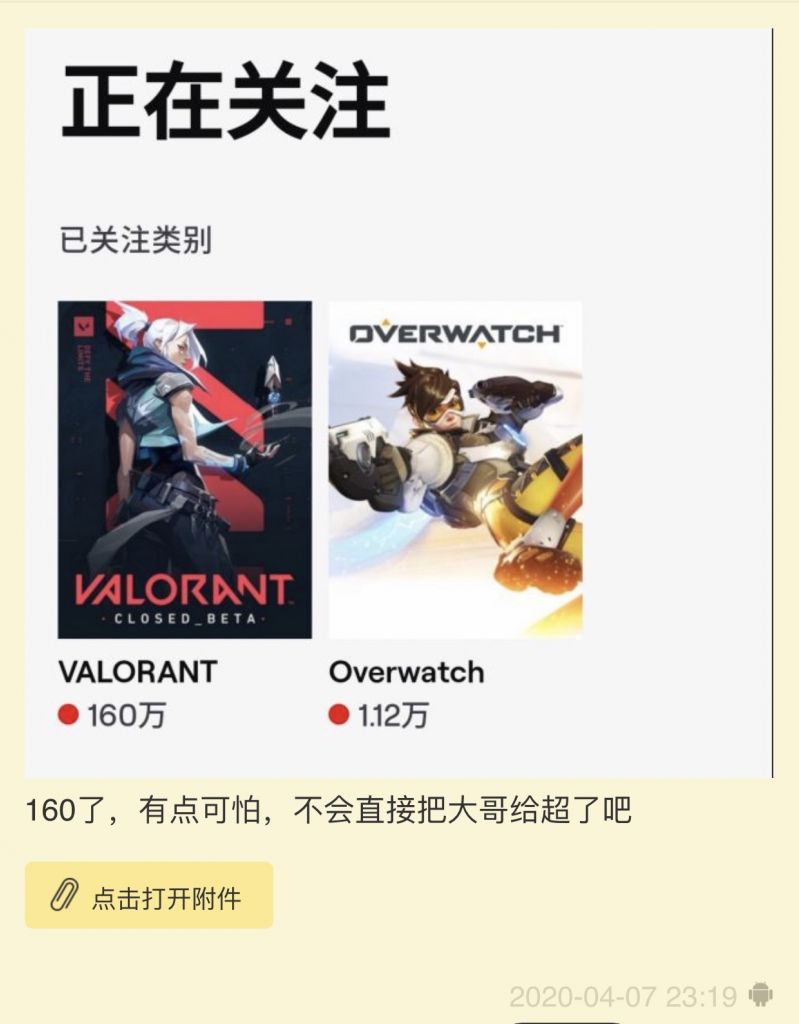 正在关注
已关注类别
DEFY THE
LIMITS
VALORANT
· CLOSED_BETA ·
OVERWATCH
VALORANT
Overwatch
160万
1.12万
160了，有点可怕，不会直接把大哥给超了吧
点击打开附件
2020-04-07 23:19